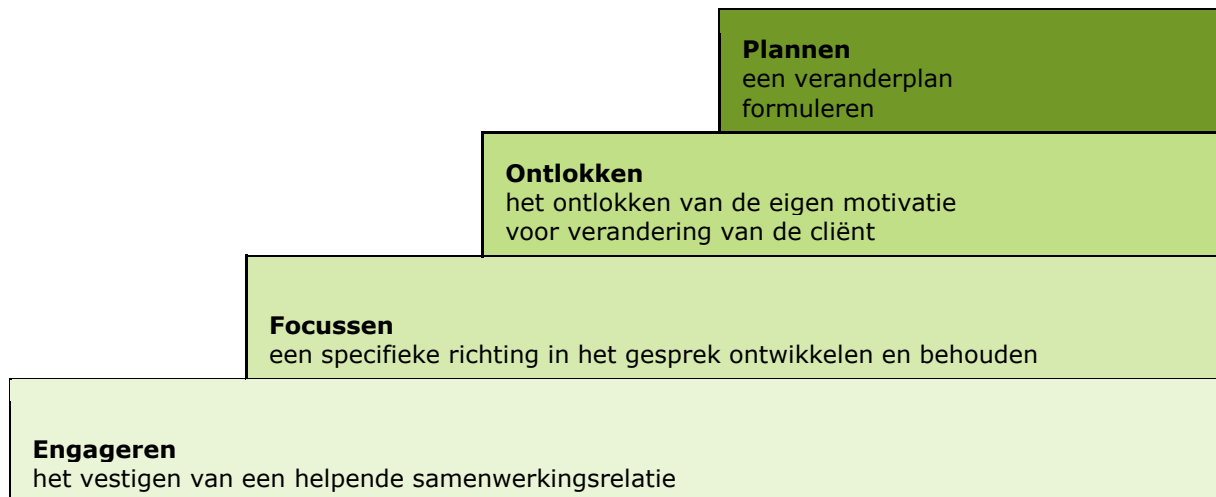 Plannen
een veranderplan
formuleren
Ontlokken
het ontlokken van de eigen motivatie
voor verandering van de cliënt
Focussen
een specifieke richting in het gesprek ontwikkelen en behouden
Engageren
het vestigen van een helpende samenwerkingsrelatie